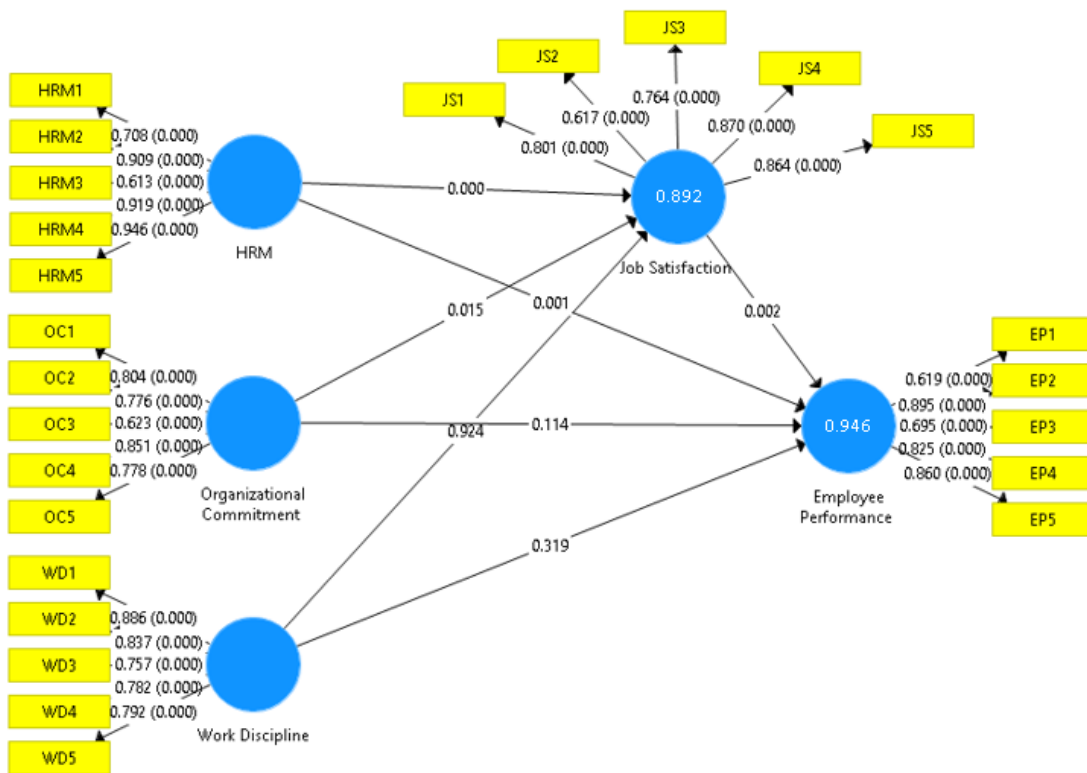 JS3
JS2
JS4
JS1
JS5
0.764 (0.000)
0.617 (0.000)
0.870 (0.000)
0.801 (0.000)
0.864 (0.000)
0.892
Job Satisfaction
HRM1
HRM2
HRM3
HRM4
HRM5
0.708 (0.000)
0.909 (0.000)
0.613 (0.000)
0.919 (0.000)
0.946 (0.000)
HRM
0.000
0.001
0.015
0.002
0.924
0.114
0.319
OC1
OC2
OC3
OC4
OC5
0.804 (0.000)
0.776 (0.000)
0.623 (0.000)
0.851 (0.000)
0.778 (0.000)
Organizational
Commitment
0.946
Employee
Performance
0.619 (0.000)
0.895 (0.000)
0.695 (0.000)
0.825 (0.000)
0.860 (0.000)
EP1
EP2
EP3
EP4
EP5
WD1
WD2
WD3
WD4
WD5
0.886 (0.000)
0.837 (0.000)
0.757 (0.000)
0.782 (0.000)
0.792 (0.000)
Work Discipline